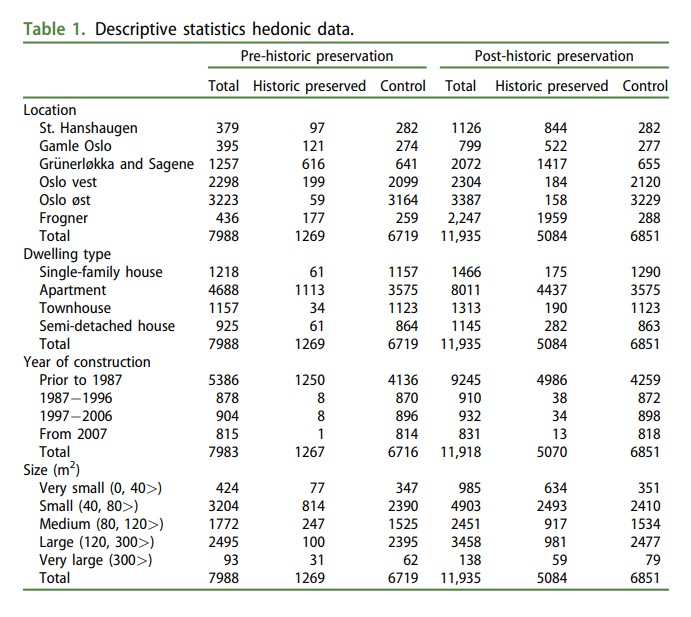 Table 1. Descriptive statistics hedonic data.
Pre-historic preservation Post-historic preservation
Total Historic preserved Control Total Historic preserved Control
Location
St. Hanshaugen 379 97 282 1126 844 282
Gamle Oslo 395 121 274 799 522 277
Grünerløkka and Sagene 1257 616 641 2072 1417 655
Oslo vest 2298 199 2099 2304 184 2120
Oslo øst 3223 59 3164 3387 158 3229
Frogner 436 177 259 2,247 1959 288
Total 7988 1269 6719 11,935 5084 6851
Dwelling type
Single-family house 1218 61 1157 1466 175 1290
Apartment 4688 1113 3575 8011 4437 3575
Townhouse 1157 34 1123 1313 190 1123
Semi-detached house 925 61 864 1145 282 863
Total 7988 1269 6719 11,935 5084 6851
Year of construction
Prior to 1987 5386 1250 4136 9245 4986 4259
1987–1996 878 8 870 910 38 872
1997–2006 904 8 896 932 34 898
From 2007 815 1 814 831 13 818
Total 7983 1267 6716 11,918 5070 6851
Size (m²)
Very small (0, 40>) 424 77 347 985 634 351
Small (40, 80>) 3204 814 2390 4903 2493 2410
Medium (80, 120>) 1772 247 1525 2451 917 1534
Large (120, 300>) 2495 100 2395 3458 981 2477
Very large (300>) 93 31 62 138 59 79
Total 7988 1269 6719 11,935 5084 6851